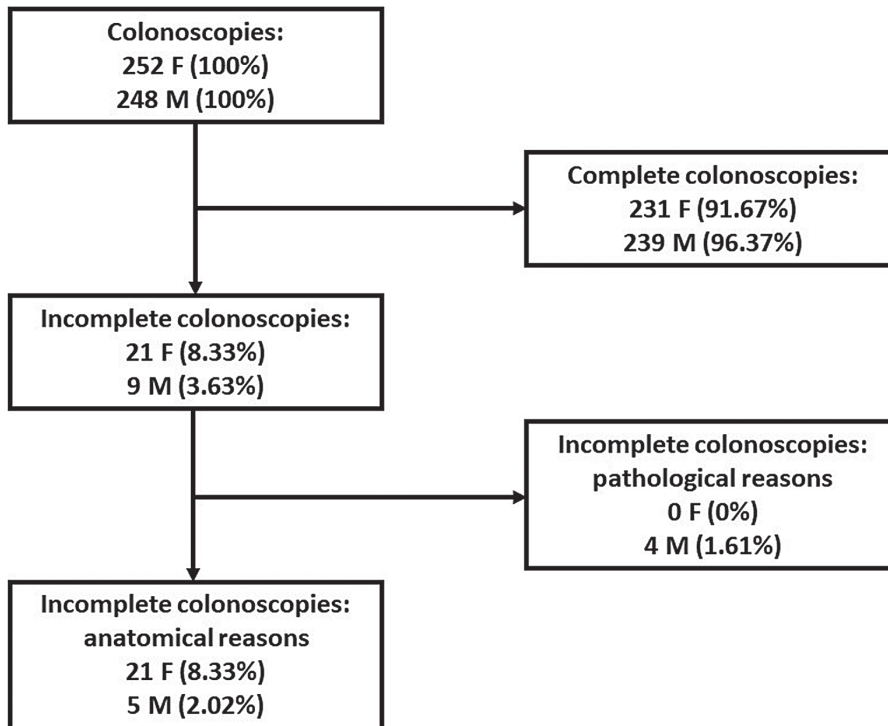 Colonoscopies:
252 F (100%)
248 M (100%)
Complete colonoscopies:
231 F (91.67%)
239 M (96.37%)
Incomplete colonoscopies:
21 F (8.33%)
9 M (3.63%)
Incomplete colonoscopies:
pathological reasons
0 F (0%)
4 M (1.61%)
Incomplete colonoscopies:
anatomical reasons
21 F (8.33%)
5 M (2.02%)